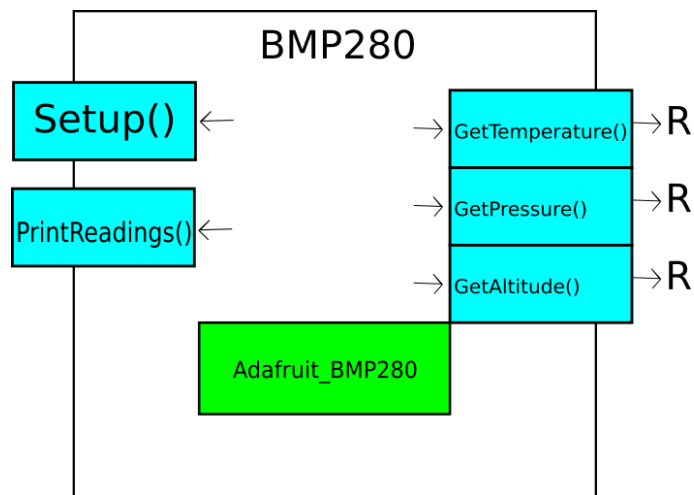 BMP280
Setup()
GetTemperature()
R
PrintReadings()
GetPressure()
R
GetAltitude()
R
Adafruit_BMP280